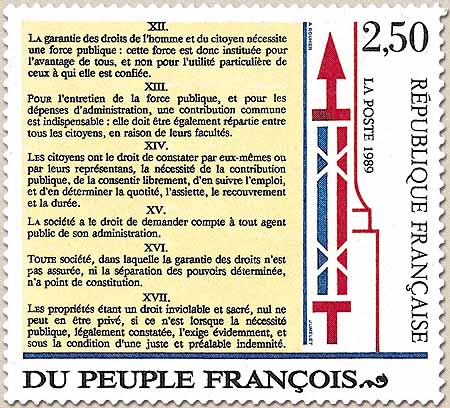 XII.
LA garantie des droits de l'homme et du citoyen nécessite
une force publique : cette force est donc instituée pour
l'avantage de tous, et non pour l'utilité particulière de
ceux à qui elle est confiée.
XIII.
POUR l'entretien de la force publique, et pour les
dépenses d'administration, une contribution commune
est indispensable : elle doit être également répartie entre
tous les citoyens, en raison de leurs facultés.
XIV.
LES citoyens ont le droit de constater par eux-mêmes ou
par leurs représentans, la nécessité de la contribution
publique, de la consentir librement, d'en suivre l'emploi,
et d'en déterminer la quotité, l'assiette, le recouvrement
et la durée.
XV.
LA société a le droit de demander compte à tout agent
public de son administration.
XVI.
TOUTE société, dans laquelle la garantie des droits n'est
pas assurée, ni la séparation des pouvoirs déterminée,
n'a point de constitution.
XVII.
LES propriétés étant un droit inviolable et sacré, nul ne
peut en être privé, si ce n'est lorsque la nécessité
publique, légalement constatée, l'exige évidemment, et
sous la condition d'une juste et préalable indemnité.
DU PEUPLE FRANÇOIS
2,50
LA POSTE 1989
RÉPUBLIQUE FRANÇAISE
JUMELET